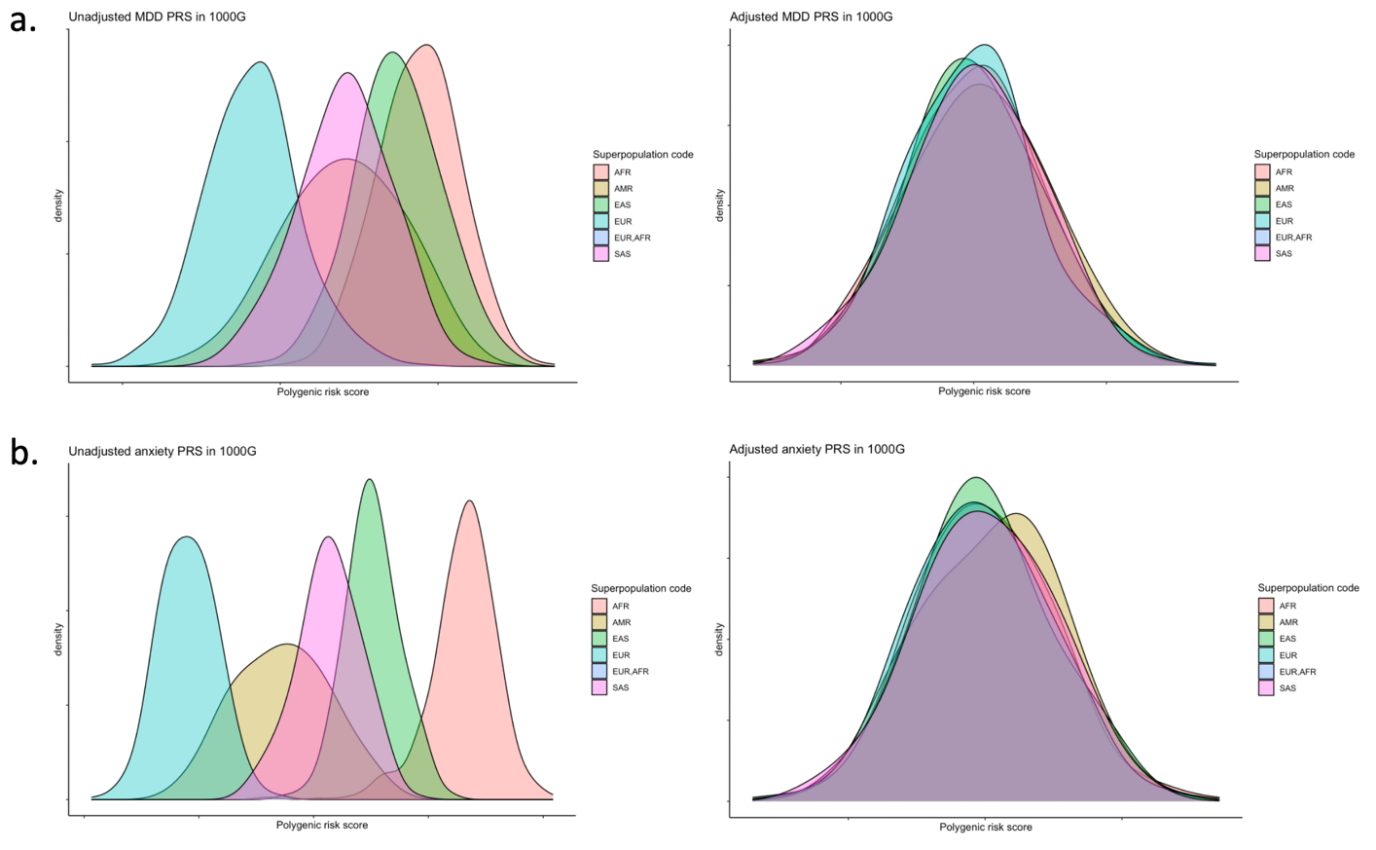 a.
Unadjusted MDD PRS in 1000G
density
Polygenic risk score
Superpopulation code
AFR
AMR
EAS
EUR
EUR,AFR
SAS
Adjusted MDD PRS in 1000G
density
Polygenic risk score
Superpopulation code
AFR
AMR
EAS
EUR
EUR,AFR
SAS
b.
Unadjusted anxiety PRS in 1000G
density
Polygenic risk score
Superpopulation code
AFR
AMR
EAS
EUR
EUR,AFR
SAS
Adjusted anxiety PRS in 1000G
density
Polygenic risk score
Superpopulation code
AFR
AMR
EAS
EUR
EUR,AFR
SAS